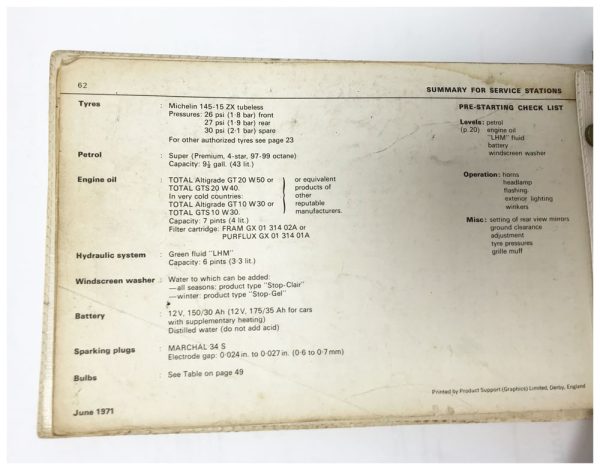 62
SUMMARY FOR SERVICE STATIONS
Tyres : Michelin 145-15 ZX tubeless
Pressures: 26 psi (1·8 bar) front
27 psi (1·9 bar) rear
30 psi (2·1 bar) spare
For other authorized tyres see page 23
Petrol : Super (Premium, 4-star, 97-99 octane)
Capacity: 9½ gall. (43 lit.)
Engine oil : TOTAL Altigrade GT 20 W 50 or
TOTAL GTS 20 W 40.
In very cold countries:
TOTAL Altigrade GT 10 W 30 or
TOTAL GTS 10 W 30.
or equivalent
products of
other
reputable
manufacturers.
Capacity: 7 pints (4 lit.)
Filter cartridge: FRAM GX 01 314 02A or
PURFLUX GX 01 314 01A
Hydraulic system : Green fluid "LHM"
Capacity: 6 pints (3·3 lit.)
Windscreen washer : Water to which can be added:
—all seasons: product type "Stop-Clair"
—winter: product type "Stop-Gel"
Battery : 12 V, 150/30 Ah (12 V, 175/35 Ah for cars
with supplementary heating)
Distilled water (do not add acid)
Sparking plugs : MARCHAL 34 S
Electrode gap: 0·024 in. to 0·027 in. (0·6 to 0·7 mm)
Bulbs : See Table on page 49
June 1971
PRE-STARTING CHECK LIST
Levels: petrol
(p.20) engine oil
"LHM" fluid
battery
windscreen washer
Operation: horns
headlamp
flashing
exterior lighting
winkers
Misc: setting of rear view mirrors
ground clearance
adjustment
tyre pressures
grille muff
Printed by Product Support (Graphics) Limited, Derby, England